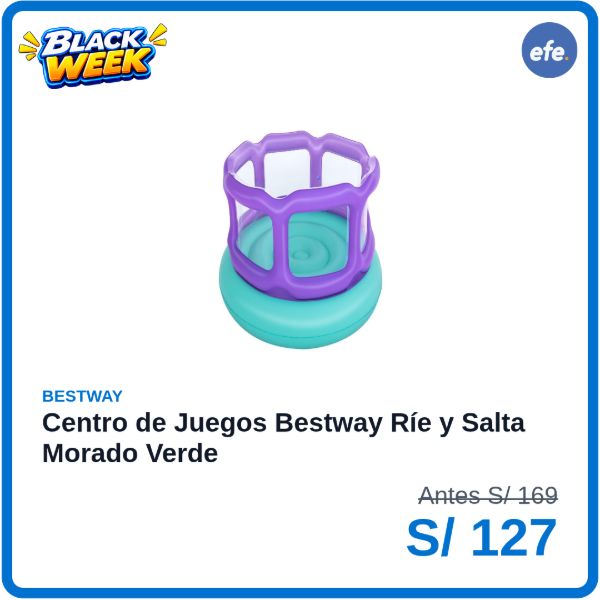 BLACK
WEEK
efe.
BESTWAY
Centro de Juegos Bestway Ríe y Salta
Morado Verde
Antes S/ 169
S/ 127